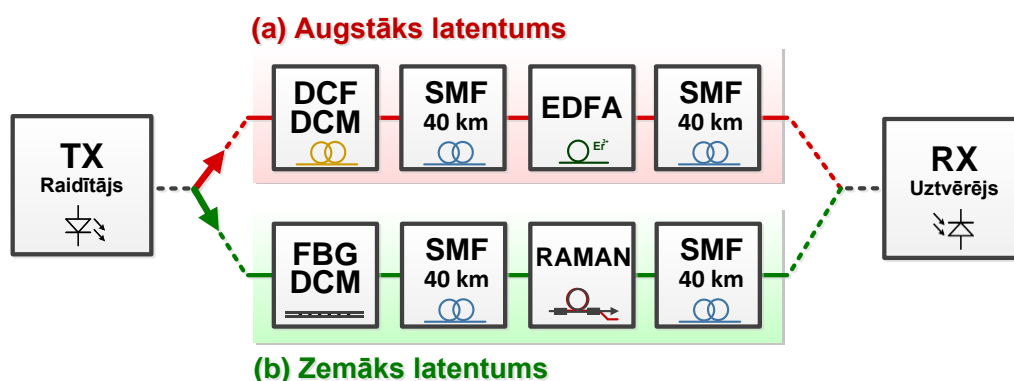 (a) Augstāks latentums
TX
Raidītājs
DCF
DCM
SMF
40 km
EDFA
Er³⁺
SMF
40 km
RX
Uztvērējs
FBG
DCM
SMF
40 km
RAMAN
SMF
40 km
(b) Zemāks latentums